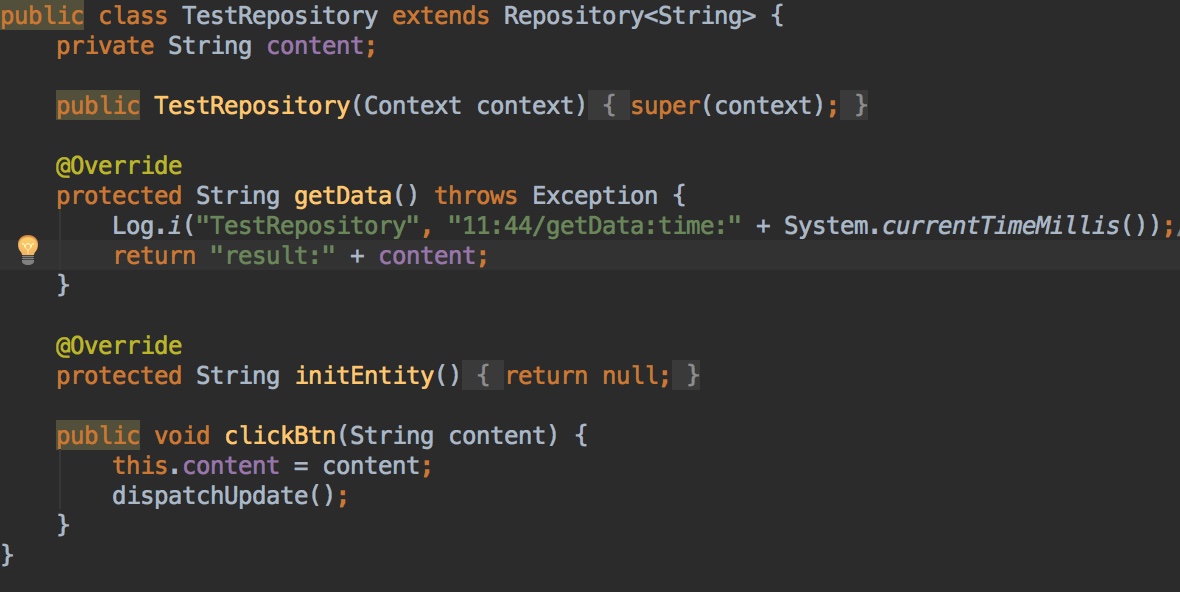 public class TestRepository extends Repository<String> {
    private String content;

    public TestRepository(Context context) { super(context); }

    @Override
    protected String getData() throws Exception {
        Log.i("TestRepository", "11:44/getData:time:" + System.currentTimeMillis());/
        return "result:" + content;
    }

    @Override
    protected String initEntity() { return null; }

    public void clickBtn(String content) {
        this.content = content;
        dispatchUpdate();
    }
}